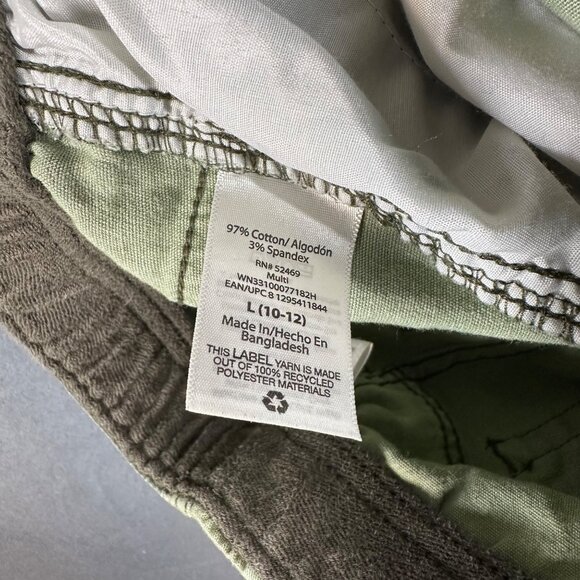 97% Cotton/ Algodón
3% Spandex
RN# 52469
Multi
WN33100077182H
EAN/UPC 8 1295411844
L (10-12)
Made In/Hecho En
Bangladesh
THIS LABEL YARN IS MADE
OUT OF 100% RECYCLED
POLYESTER MATERIALS